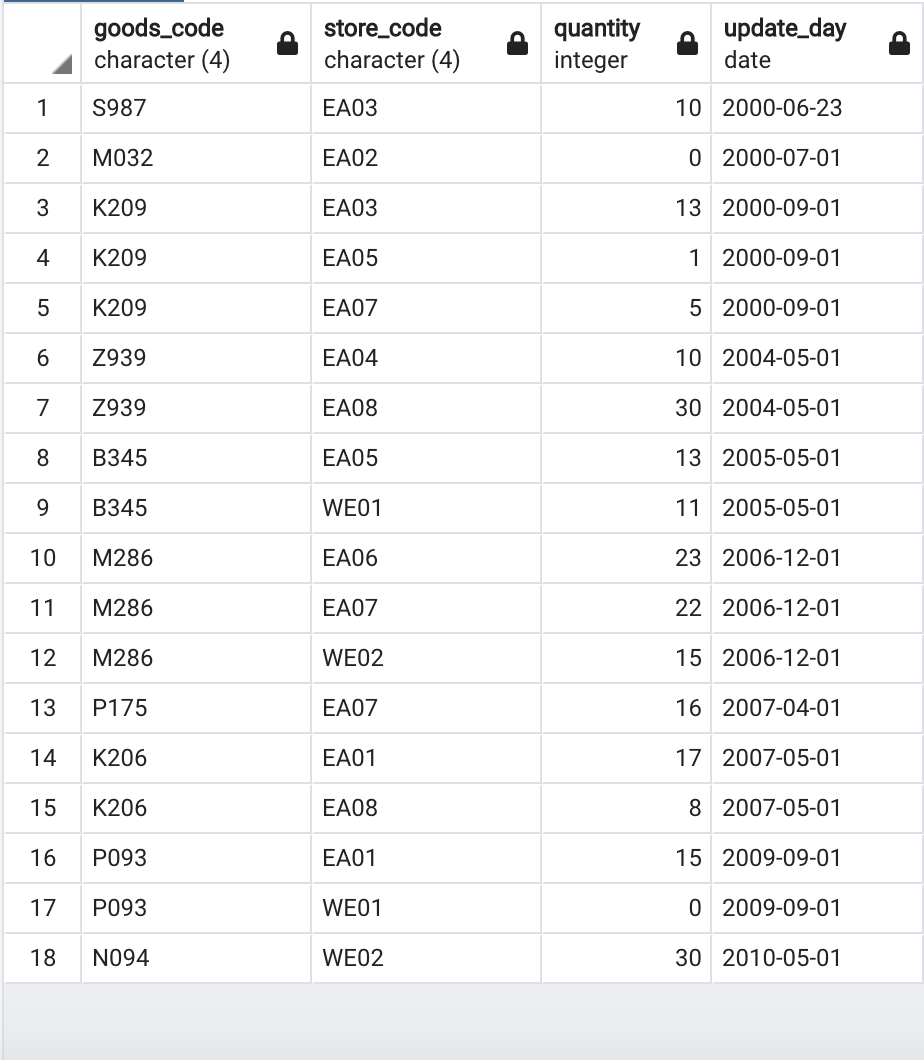 goods_code store_code quantity update_day
character (4) character (4) integer date
1 S987 EA03 10 2000-06-23
2 M032 EA02 0 2000-07-01
3 K209 EA03 13 2000-09-01
4 K209 EA05 1 2000-09-01
5 K209 EA07 5 2000-09-01
6 Z939 EA04 10 2004-05-01
7 Z939 EA08 30 2004-05-01
8 B345 EA05 13 2005-05-01
9 B345 WE01 11 2005-05-01
10 M286 EA06 23 2006-12-01
11 M286 EA07 22 2006-12-01
12 M286 WE02 15 2006-12-01
13 P175 EA07 16 2007-04-01
14 K206 EA01 17 2007-05-01
15 K206 EA08 8 2007-05-01
16 P093 EA01 15 2009-09-01
17 P093 WE01 0 2009-09-01
18 N094 WE02 30 2010-05-01